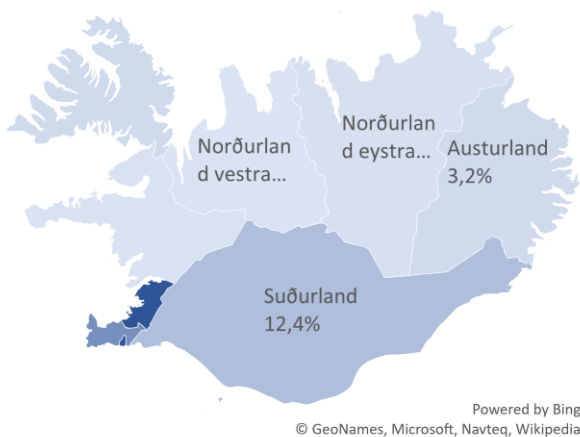 Norðurlan
d vestra...
Norðurlan
d eystra...
Austurland
3,2%
Suðurland
12,4%
Powered by Bing
© GeoNames, Microsoft, Navteq, Wikipedia